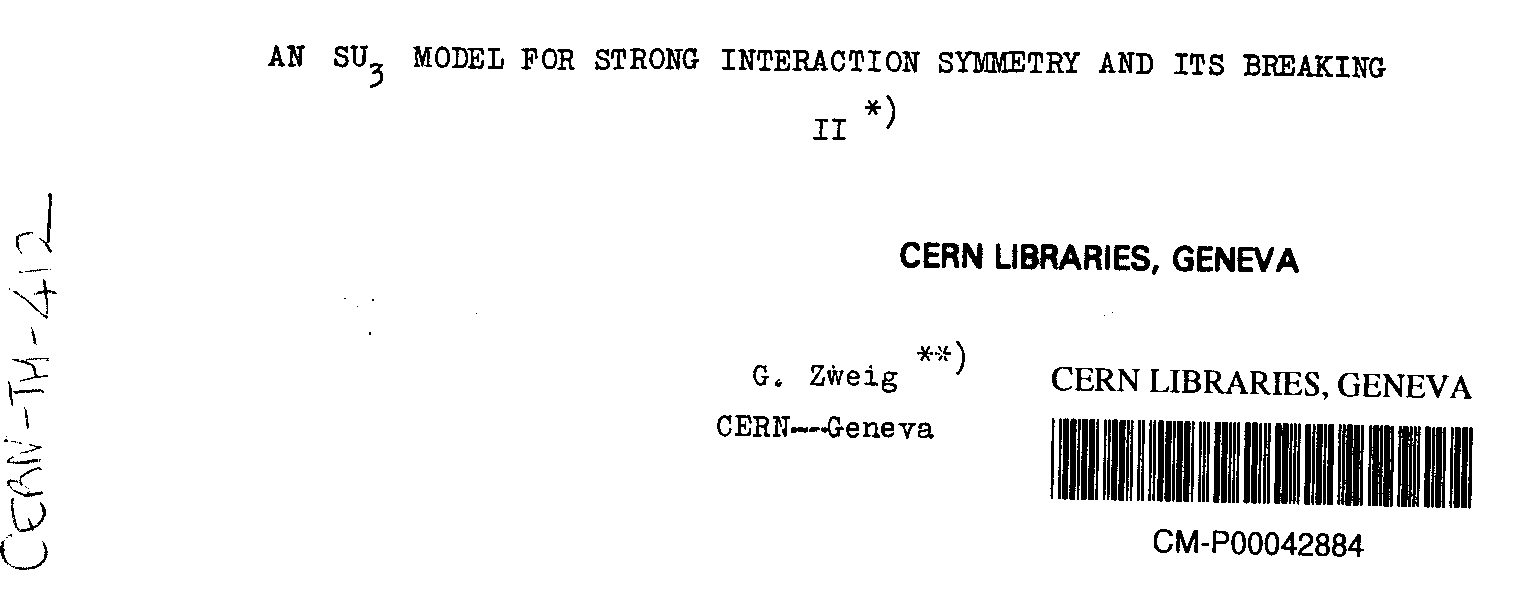 AN SU3 MODEL FOR STRONG INTERACTION SYMMETRY AND ITS BREAKING
II *)
CERN LIBRARIES, GENEVA
G. Zweig **)
CERN---Geneva
CERN LIBRARIES, GENEVA
CM-P00042884
CERN-TH-412